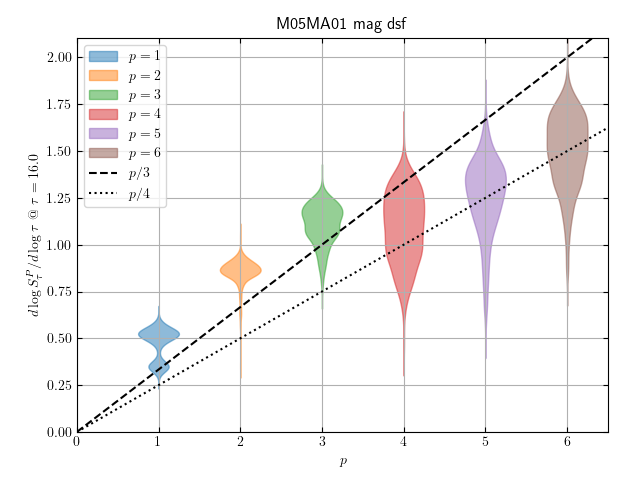 M05MA01 mag dsf
d log S_τ^P / d log τ @ τ = 16.0
2.00
1.75
1.50
1.25
1.00
0.75
0.50
0.25
0.00
p = 1
p = 2
p = 3
p = 4
p = 5
p = 6
p/3
p/4
0 1 2 3 4 5 6
p